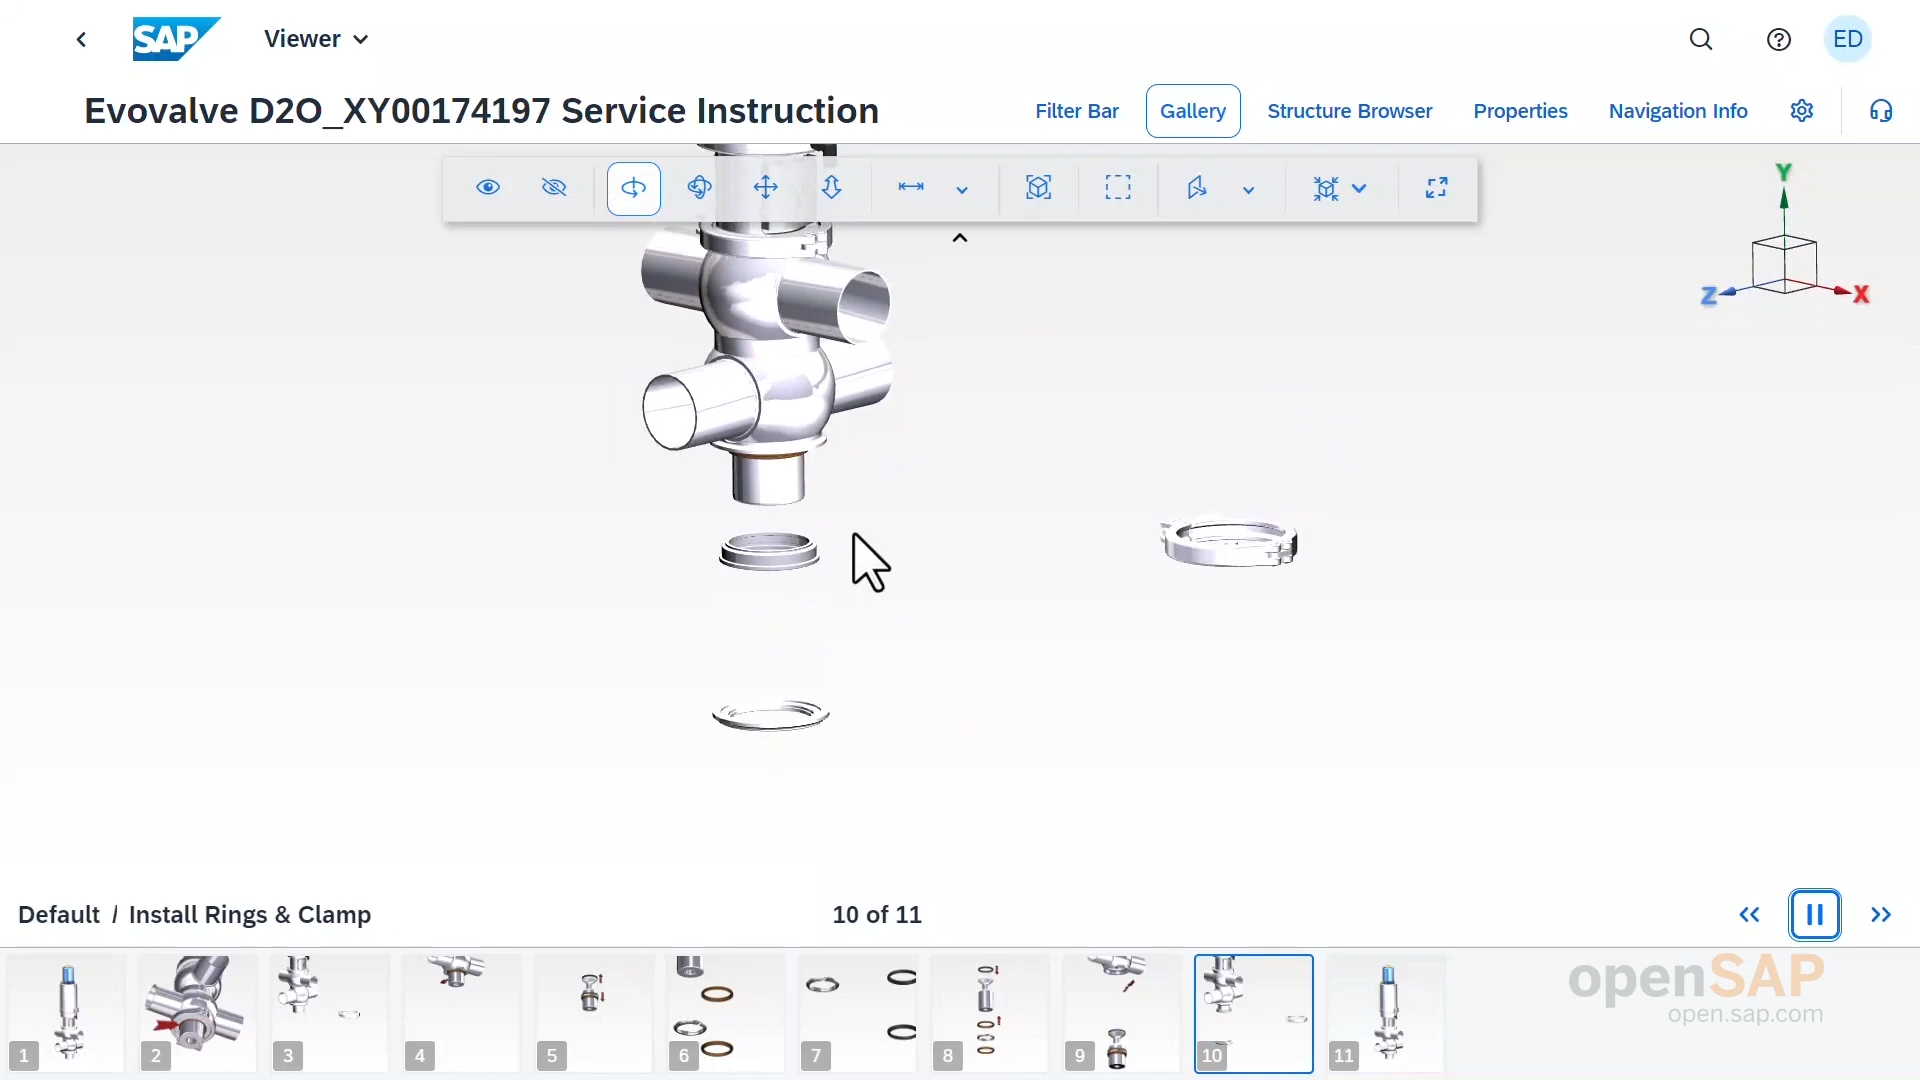 SAP
Viewer
ED
Evovalve D2O_XY00174197 Service Instruction
Filter Bar
Gallery
Structure Browser
Properties
Navigation Info
Y
Z
X
Default / Install Rings & Clamp
10 of 11
1
2
3
4
5
6
7
8
9
10
11
openSAP
open.sap.com